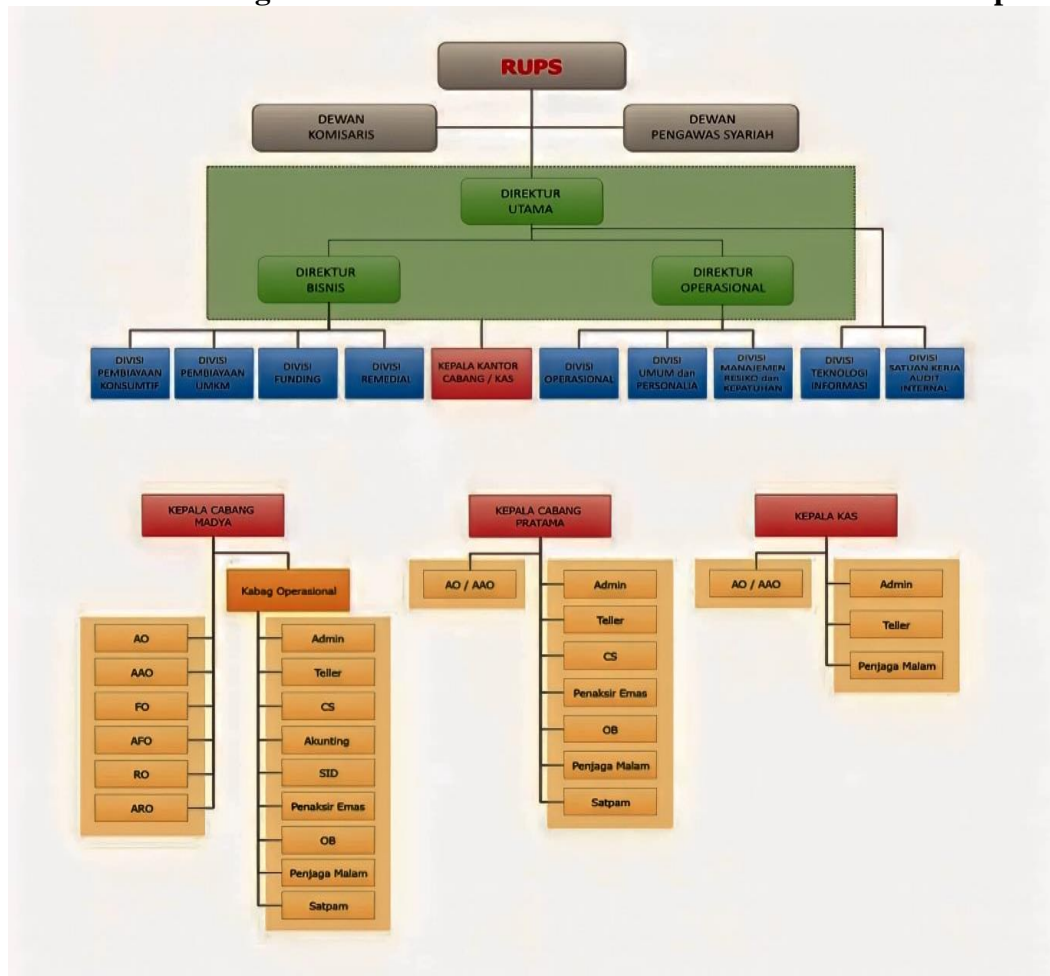 RUPS
DEWAN
KOMISARIS
DEWAN
PENGAWAS SYARIAH
DIREKTUR
UTAMA
DIREKTUR
BISNIS
DIREKTUR
OPERASIONAL
DIVISI
PEMBIAYAAN
KONSUMTIF
DIVISI
PEMBIAYAAN
UMKM
DIVISI
FUNDING
DIVISI
REMEDIAL
KEPALA KANTOR
CABANG / KAS
DIVISI
OPERASIONAL
DIVISI
UMUM dan
PERSONALIA
DIVISI
MANAJEMEN
RESIKO dan
KEPATUHAN
DIVISI
TEKNOLOGI
INFORMASI
DIVISI
SATUAN KERJA
AUDIT
INTERNAL
KEPALA CABANG
MADYA
Kabag Operasional
AO
AAO
FO
AFO
RO
ARO
Admin
Teller
CS
Akunting
SID
Penaksir Emas
OB
Penjaga Malam
Satpam
KEPALA CABANG
PRATAMA
AO / AAO
Admin
Teller
CS
Penaksir Emas
OB
Penjaga Malam
Satpam
KEPALA KAS
AO / AAO
Admin
Teller
Penjaga Malam